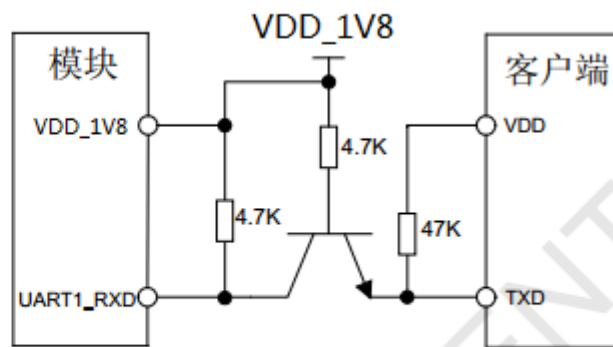 VDD_1V8
模块
客户端
VDD_1V8
4.7K
VDD
4.7K
47K
UART1_RXD
TXD